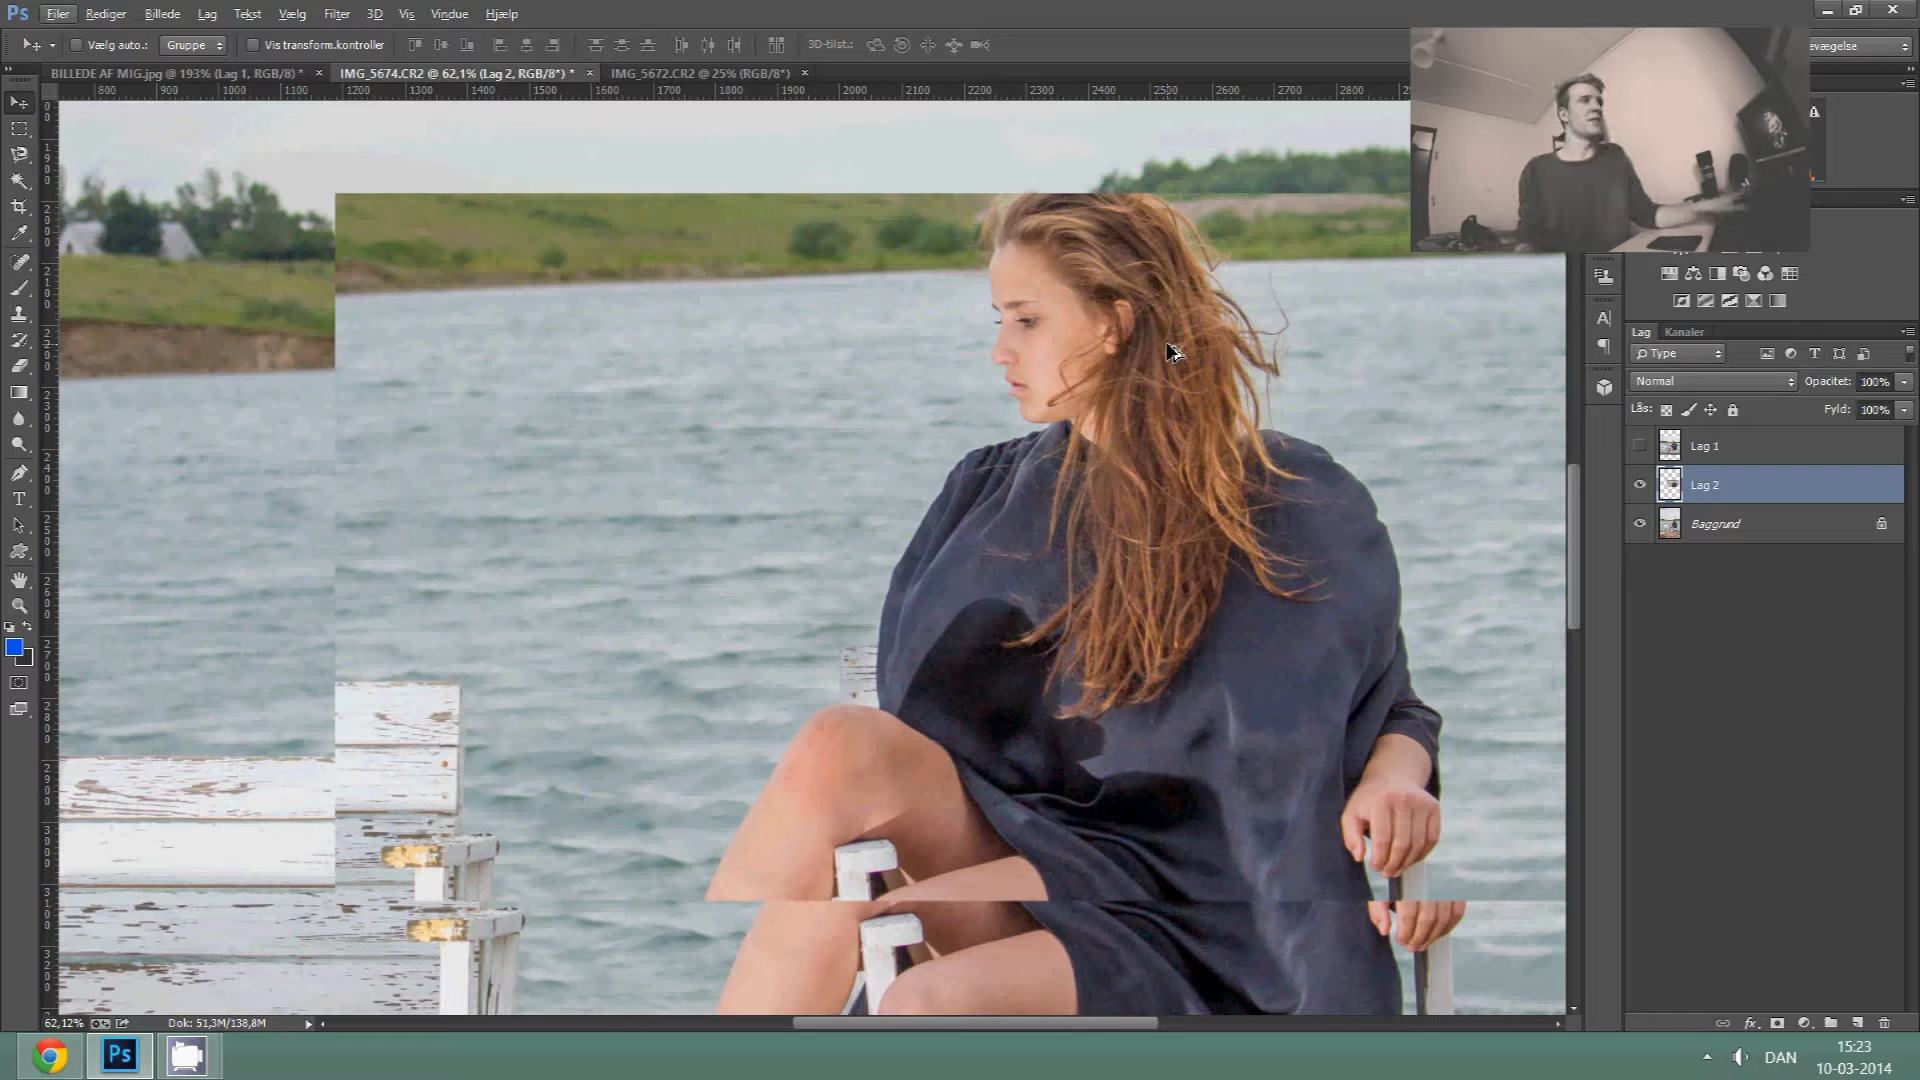 Ps Filer Rediger Billede Lag Tekst Vælg Filter 3D Vis Vindue Hjælp
Vælg auto.: Gruppe Vis transform.kontroller 3D-tilst.: evægelse
BILLEDE AF MIG.jpg @ 193% (Lag 1, RGB/8) * × IMG_5674.CR2 @ 62,1% (Lag 2, RGB/8*) * × IMG_5672.CR2 @ 25% (RGB/8*) ×
800 900 1000 1100 1200 1300 1400 1500 1600 1700 1800 1900 2000 2100 2200 2300 2400 2500 2600 2700 2800
Lag Kanaler
Type
Normal Opacitet: 100%
Lås: Fyld: 100%
Lag 1
Lag 2
Baggrund
62,12% Dok: 51,3M/138,8M
Ps DAN 15:23
10-03-2014